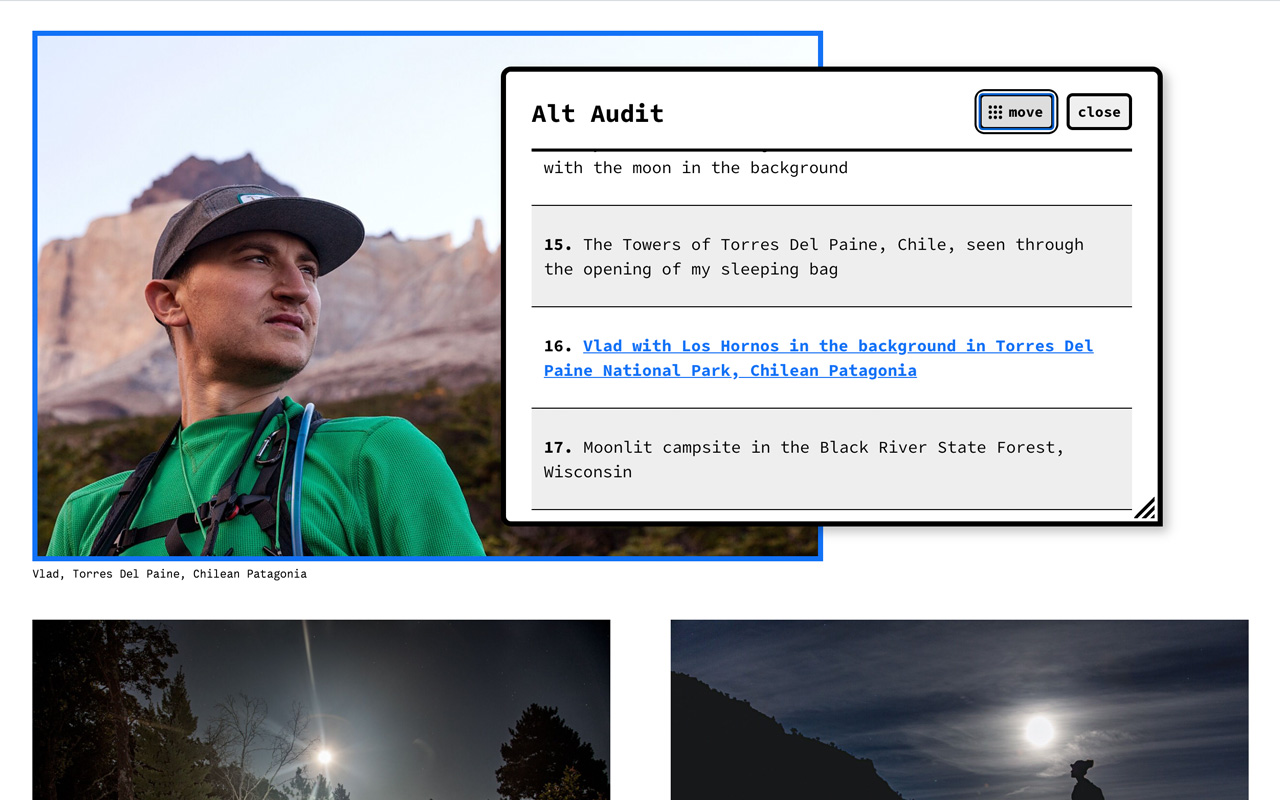 Alt Audit
move
close
with the moon in the background
15. The Towers of Torres Del Paine, Chile, seen through
the opening of my sleeping bag
16. Vlad with Los Hornos in the background in Torres Del
Paine National Park, Chilean Patagonia
17. Moonlit campsite in the Black River State Forest,
Wisconsin
Vlad, Torres Del Paine, Chilean Patagonia